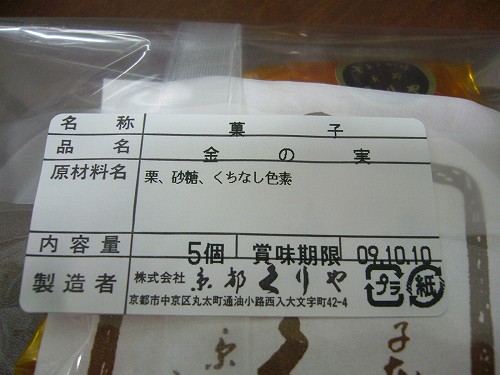 名称 菓子
品名 金の実
原材料名 栗、砂糖、くちなし色素
内容量 5個 賞味期限 09.10.10
製造者 株式会社 京都くりや
京都市中京区丸太町通油小路西入大文字町42-4
プラ 紙